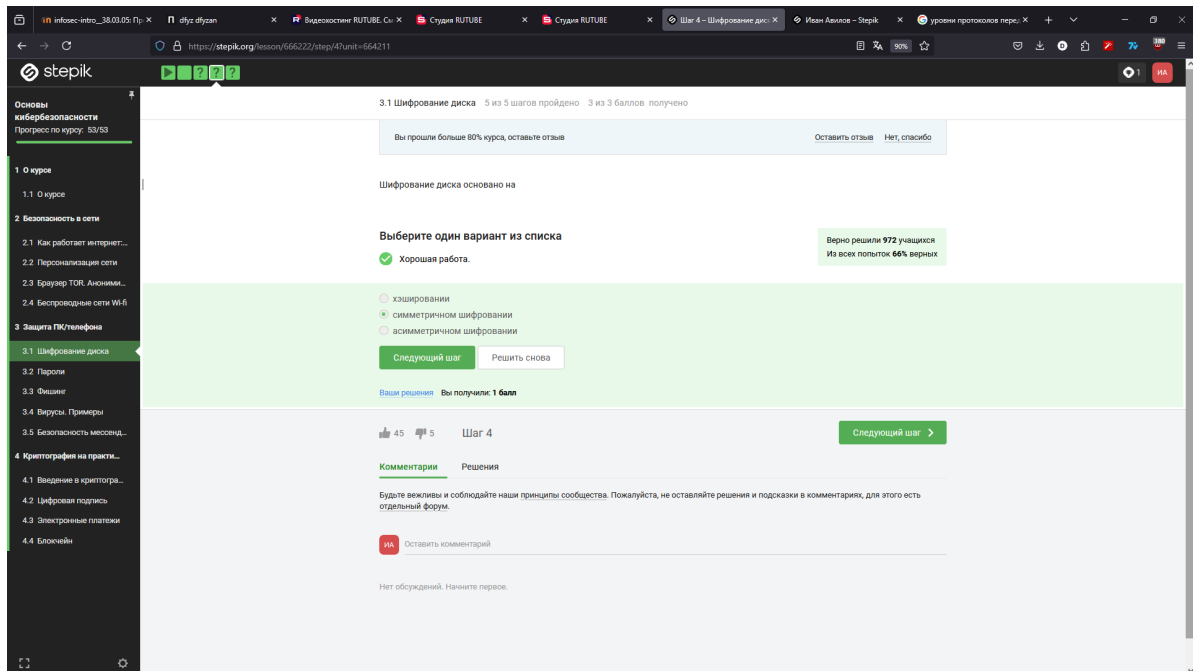 in infosec-intro_38.03.05: Пр
dfyz dfyzan
Видеохостинг RUTUBE. См
Студия RUTUBE
Студия RUTUBE
Шаг 4 – Шифрование дис
Иван Авилов – Stepik
уровни протоколов перед
https://stepik.org/lesson/666222/step/4?unit=664211
90%
380
stepik
1
ИА
Основы
кибербезопасности
Прогресс по курсу: 53/53
1 О курсе
1.1 О курсе
2 Безопасность в сети
2.1 Как работает интернет:...
2.2 Персонализация сети
2.3 Браузер TOR. Аноними...
2.4 Беспроводные сети Wi-fi
3 Защита ПК/телефона
3.1 Шифрование диска
3.2 Пароли
3.3 Фишинг
3.4 Вирусы. Примеры
3.5 Безопасность мессенд...
4 Криптография на практи...
4.1 Введение в криптогра...
4.2 Цифровая подпись
4.3 Электронные платежи
4.4 Блокчейн
3.1 Шифрование диска 5 из 5 шагов пройдено 3 из 3 баллов получено
Вы прошли больше 80% курса, оставьте отзыв
Оставить отзыв Нет, спасибо
Шифрование диска основано на
Выберите один вариант из списка
Хорошая работа.
Верно решили 972 учащихся
Из всех попыток 66% верных
хэшировании
симметричном шифровании
асимметричном шифровании
Следующий шаг
Решить снова
Ваши решения Вы получили: 1 балл
45 5 Шаг 4
Следующий шаг
Комментарии Решения
Будьте вежливы и соблюдайте наши принципы сообщества. Пожалуйста, не оставляйте решения и подсказки в комментариях, для этого есть
отдельный форум.
ИА Оставить комментарий
Нет обсуждений. Начните первое.